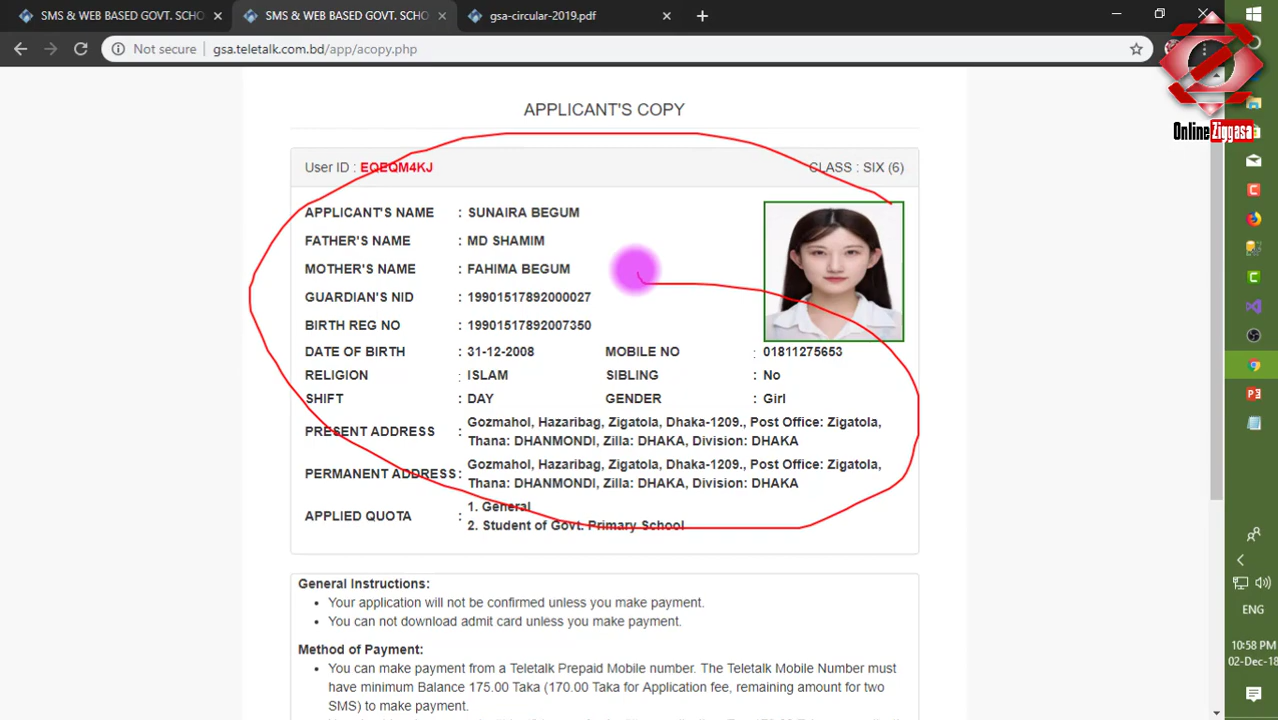 SMS & WEB BASED GOVT. SCHO
SMS & WEB BASED GOVT. SCHO
gsa-circular-2019.pdf
Not secure
gsa.teletalk.com.bd/app/acopy.php
OnlineZiggasa
APPLICANT'S COPY
User ID : EQEQM4KJ
CLASS : SIX (6)
APPLICANT'S NAME : SUNAIRA BEGUM
FATHER'S NAME : MD SHAMIM
MOTHER'S NAME : FAHIMA BEGUM
GUARDIAN'S NID : 19901517892000027
BIRTH REG NO : 19901517892007350
DATE OF BIRTH : 31-12-2008 MOBILE NO : 01811275653
RELIGION : ISLAM SIBLING : No
SHIFT : DAY GENDER : Girl
PRESENT ADDRESS : Gozmahol, Hazaribag, Zigatola, Dhaka-1209., Post Office: Zigatola,
Thana: DHANMONDI, Zilla: DHAKA, Division: DHAKA
PERMANENT ADDRESS : Gozmahol, Hazaribag, Zigatola, Dhaka-1209., Post Office: Zigatola,
Thana: DHANMONDI, Zilla: DHAKA, Division: DHAKA
APPLIED QUOTA : 1. General
2. Student of Govt. Primary School
General Instructions:
• Your application will not be confirmed unless you make payment.
• You can not download admit card unless you make payment.
Method of Payment:
• You can make payment from a Teletalk Prepaid Mobile number. The Teletalk Mobile Number must
have minimum Balance 175.00 Taka (170.00 Taka for Application fee, remaining amount for two
SMS) to make payment.
ENG
10:58 PM
02-Dec-18